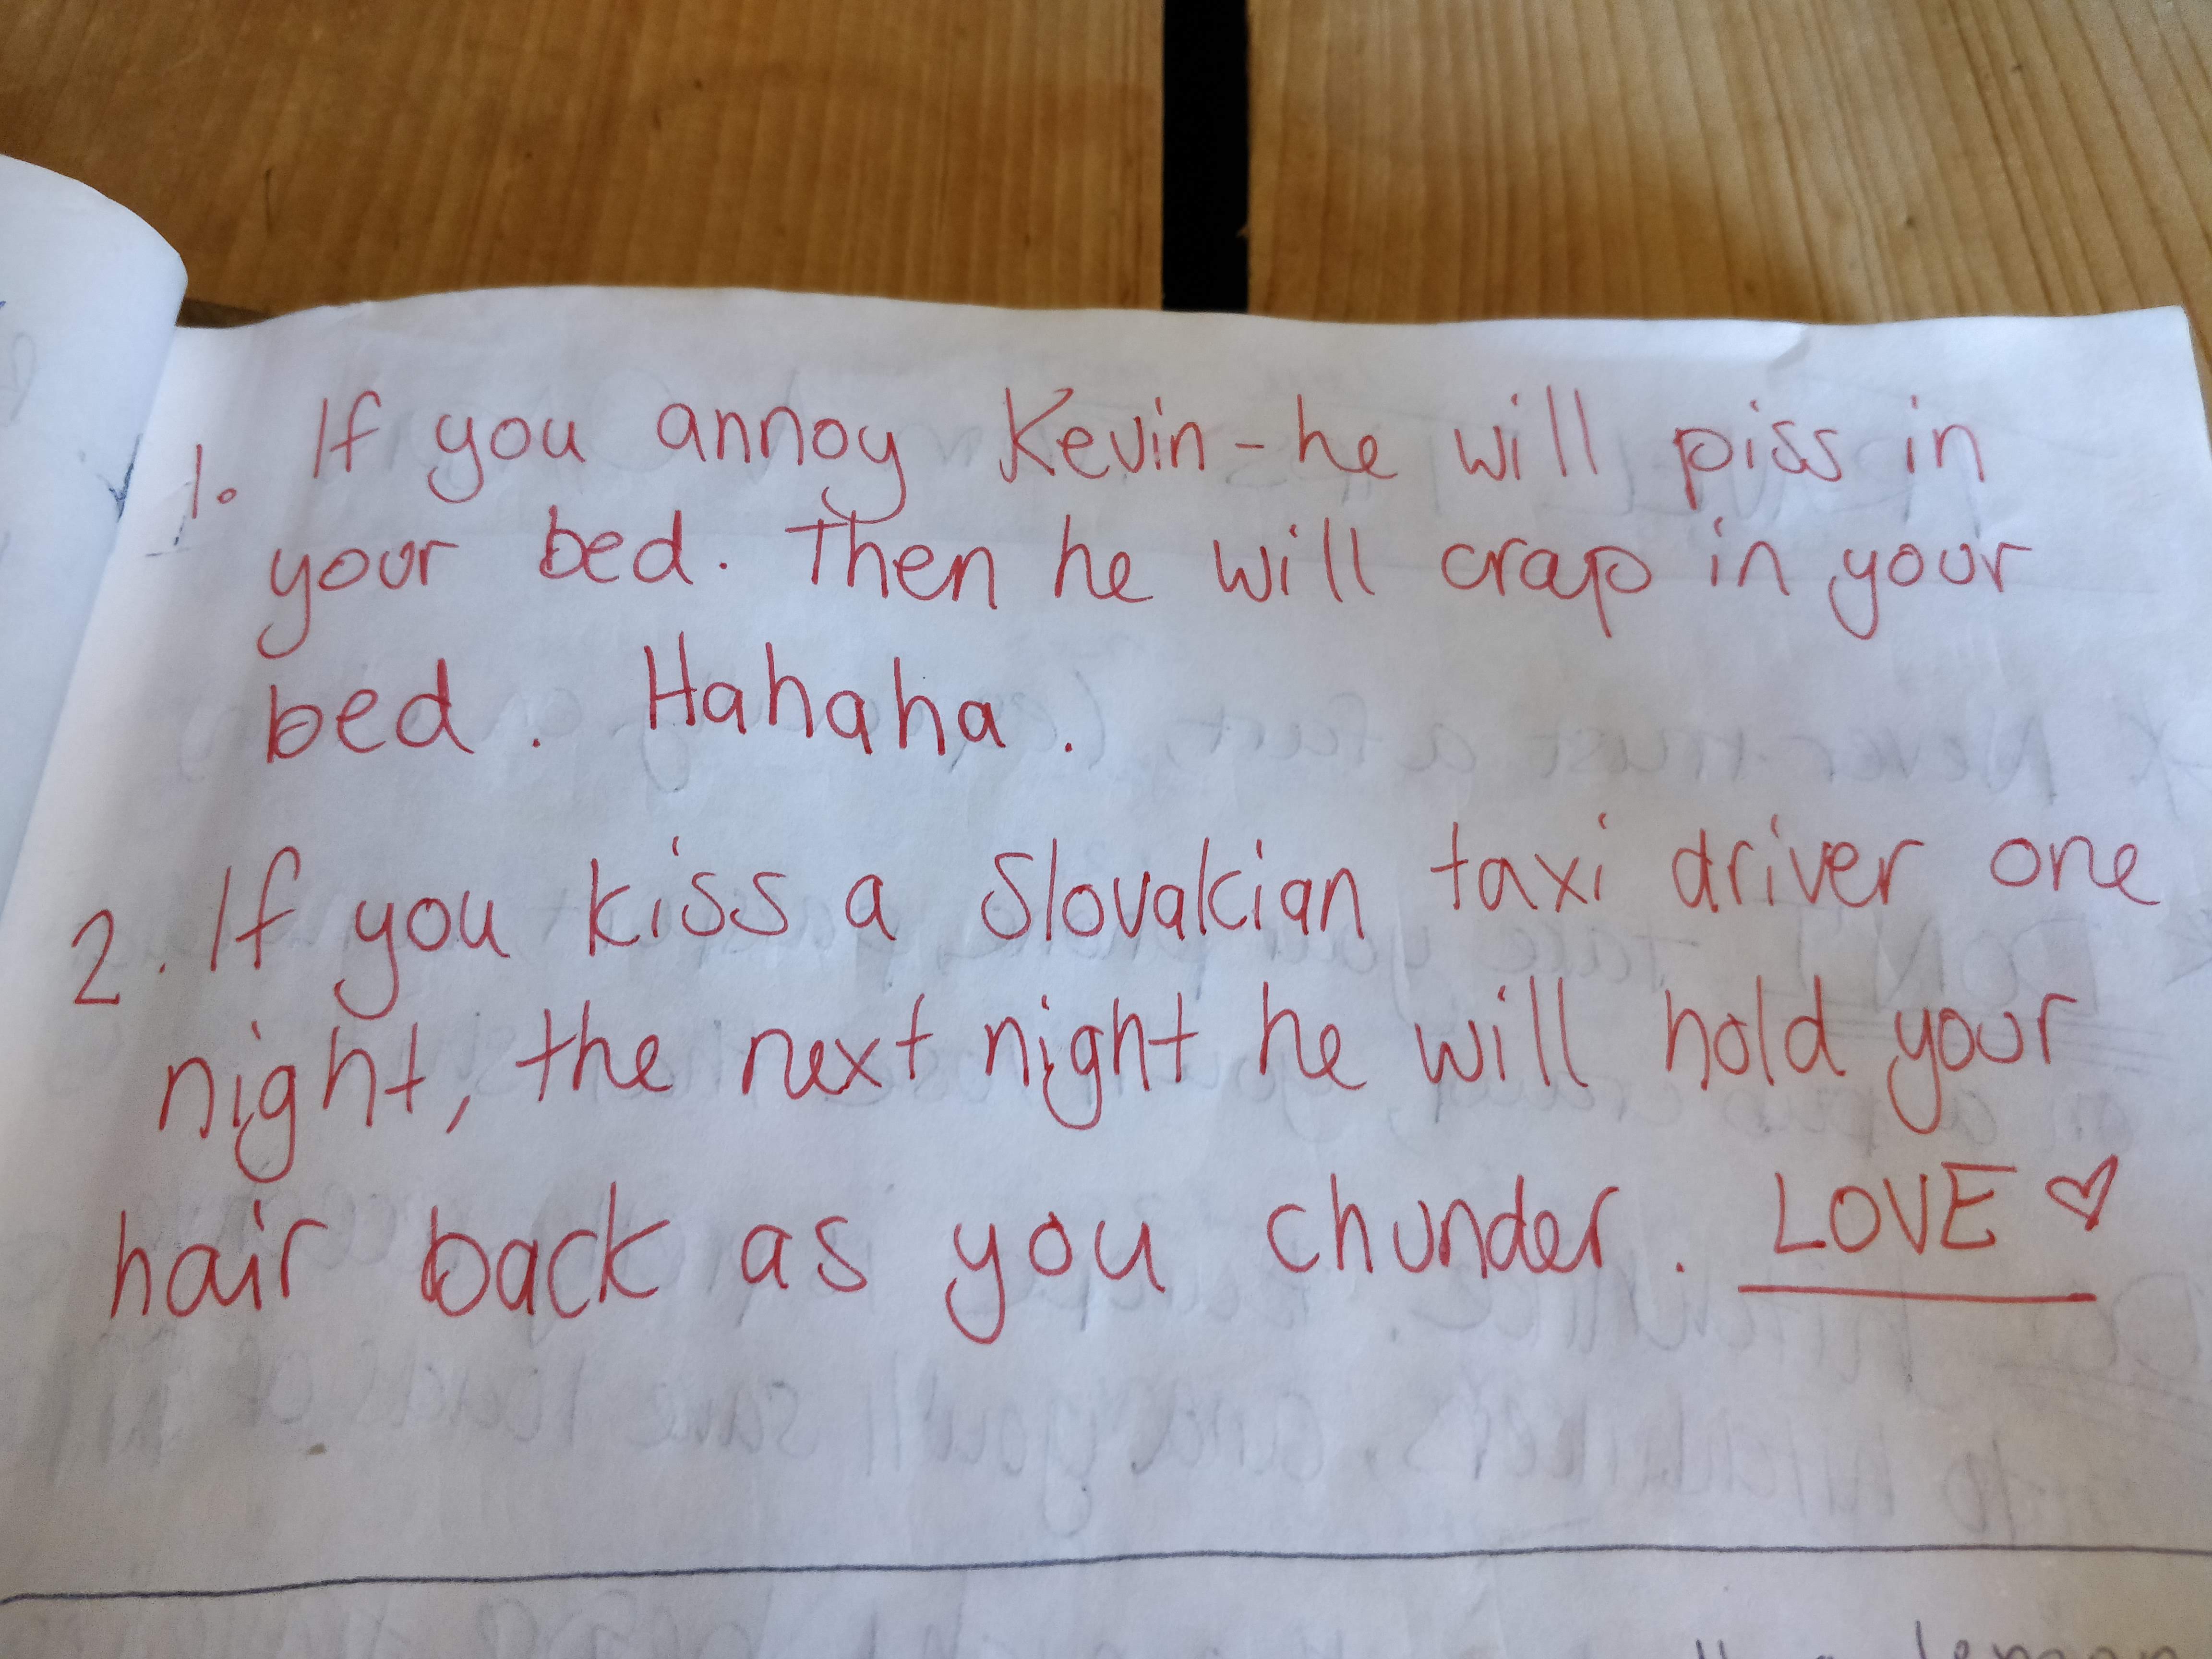 1. If you annoy Kevin - he will piss in
your bed. Then he will crap in your
bed. Hahaha.
2. If you kiss a Slovakian taxi driver one
night, the next night he will hold your
hair back as you chunder. LOVE ♡